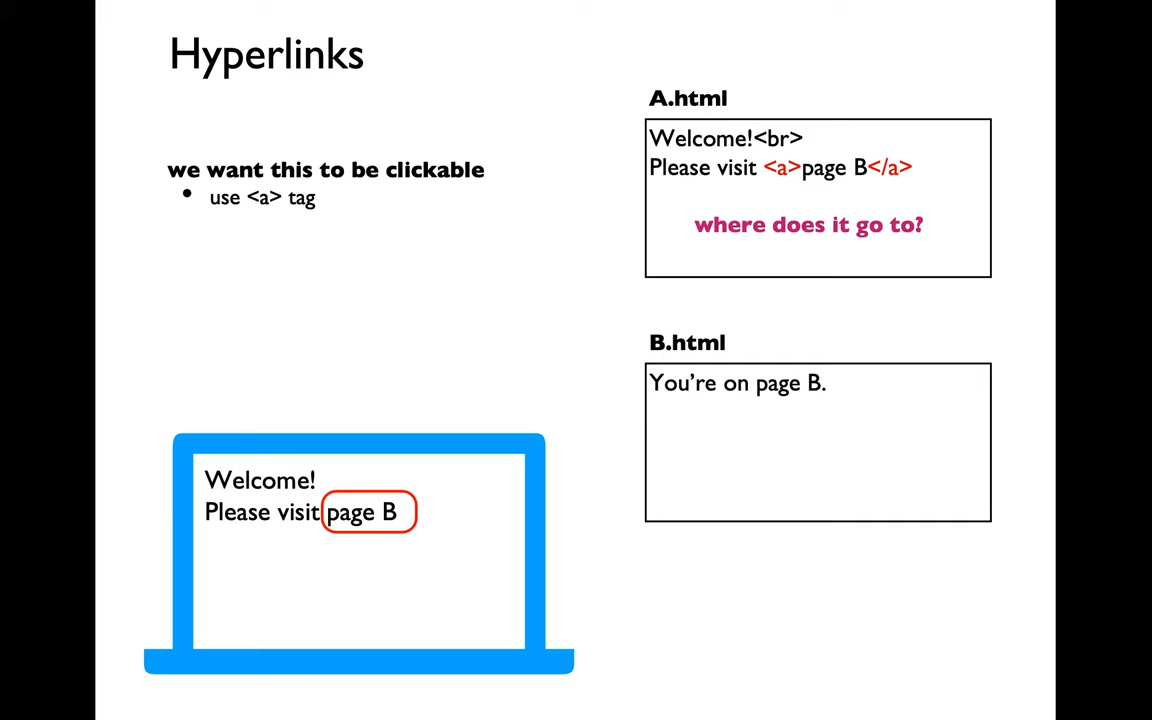 Hyperlinks
we want this to be clickable
• use <a> tag
A.html
Welcome!<br>
Please visit <a>page B</a>
where does it go to?
B.html
You’re on page B.
Welcome!
Please visit page B